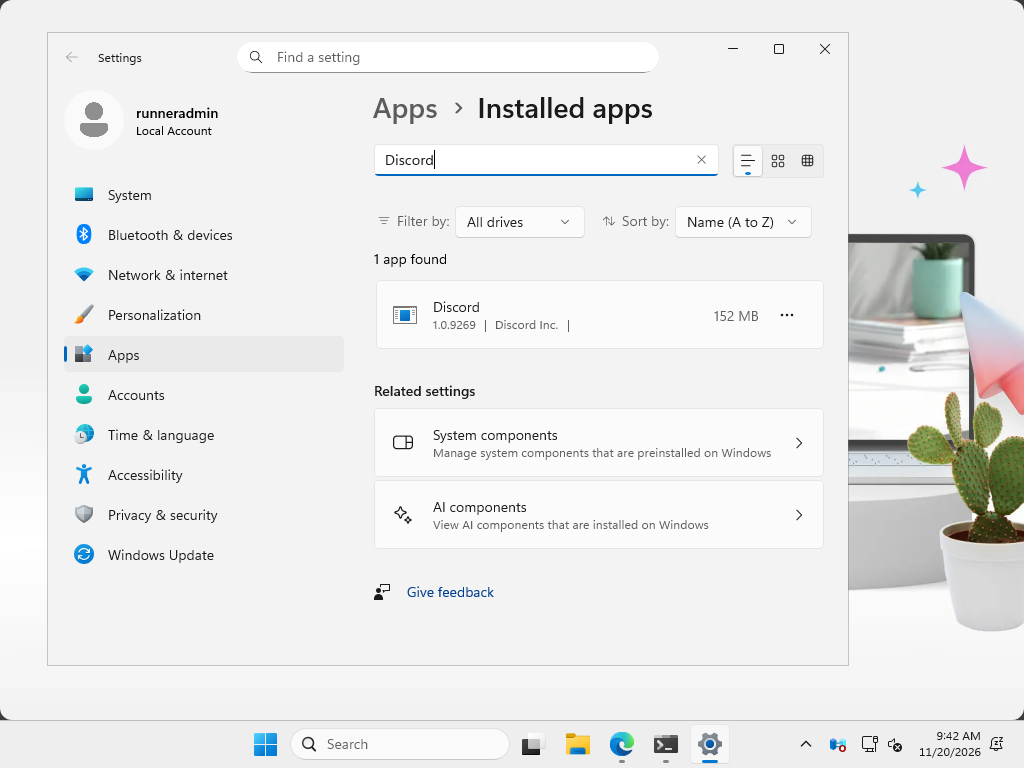 Settings
Find a setting
runneradmin
Local Account
System
Bluetooth & devices
Network & internet
Personalization
Apps
Accounts
Time & language
Accessibility
Privacy & security
Windows Update
Apps > Installed apps
Discord
Filter by: All drives Sort by: Name (A to Z)
1 app found
Discord
1.0.9269 | Discord Inc. |
152 MB
Related settings
System components
Manage system components that are preinstalled on Windows
AI components
View AI components that are installed on Windows
Give feedback
Search
9:42 AM
11/20/2026